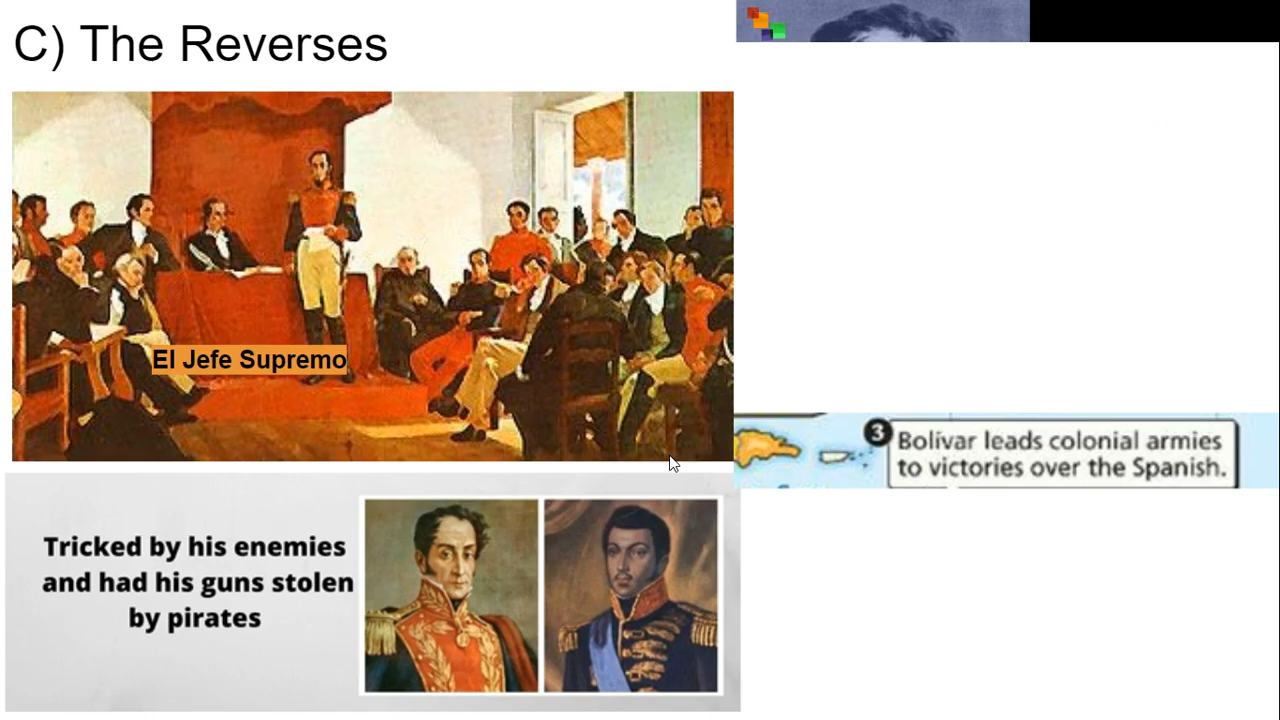 C) The Reverses
El Jefe Supremo
3
Bolívar leads colonial armies
to victories over the Spanish.
Tricked by his enemies
and had his guns stolen
by pirates